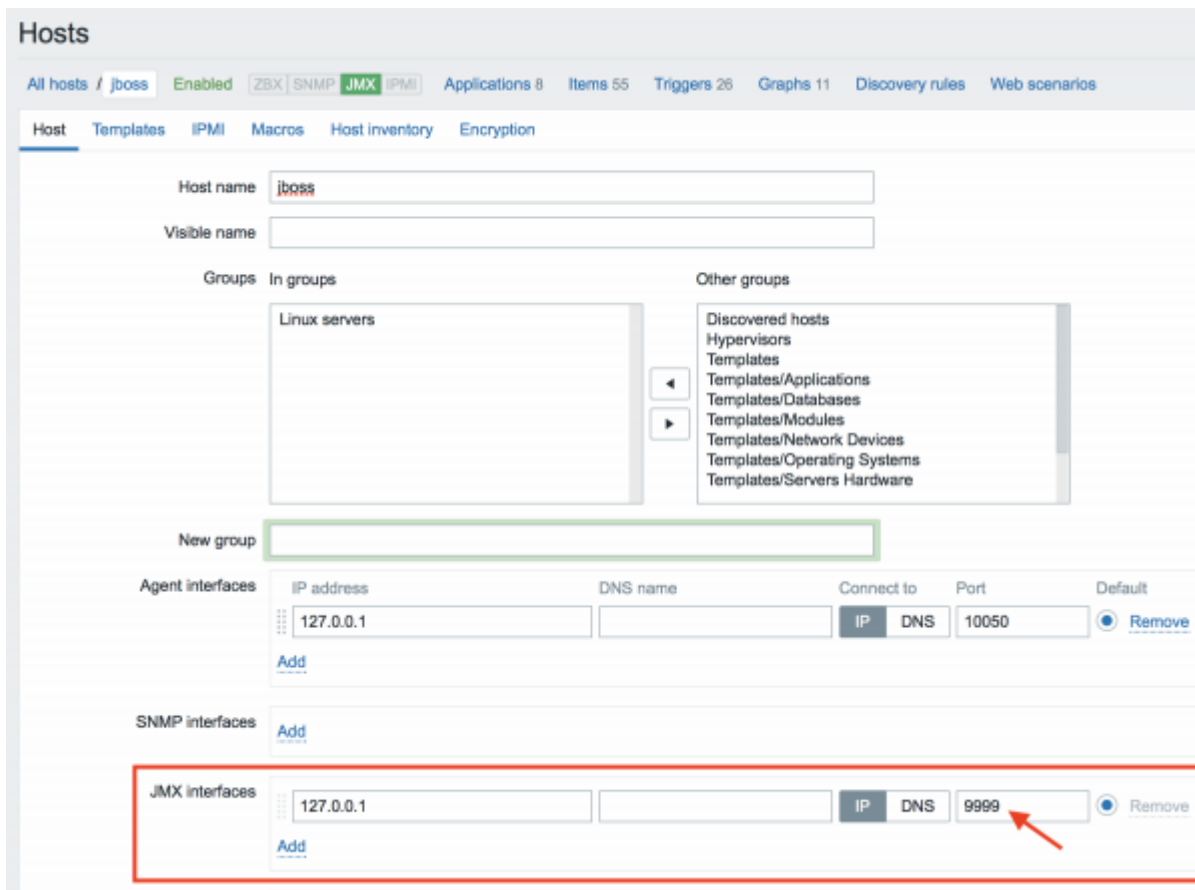 Hosts
All hosts / jboss Enabled ZBX SNMP JMX IPMI Applications 8 Items 55 Triggers 26 Graphs 11 Discovery rules Web scenarios
Host Templates IPMI Macros Host inventory Encryption
Host name jboss
Visible name
Groups In groups Other groups
Linux servers
Discovered hosts
Hypervisors
Templates
Templates/Applications
Templates/Databases
Templates/Modules
Templates/Network Devices
Templates/Operating Systems
Templates/Servers Hardware
New group
Agent interfaces IP address DNS name Connect to Port Default
127.0.0.1 IP DNS 10050 Remove
Add
SNMP interfaces Add
JMX interfaces 127.0.0.1 IP DNS 9999 Remove
Add